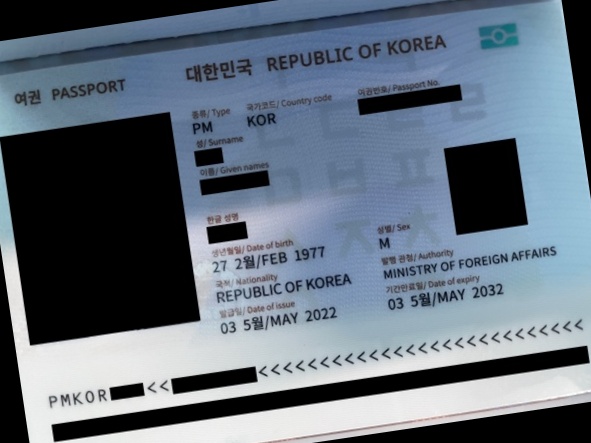 여권 PASSPORT
대한민국 REPUBLIC OF KOREA
종류/ Type 국가코드/ Country code 여권번호/ Passport No.
PM KOR
성/ Surname
이름/ Given names
한글 성명
생년월일/ Date of birth 성별/ Sex
27 2월/FEB 1977 M
국적/ Nationality 발행 관청/ Authority
REPUBLIC OF KOREA MINISTRY OF FOREIGN AFFAIRS
발급일/ Date of issue 기간만료일/ Date of expiry
03 5월/MAY 2022 03 5월/MAY 2032
PMKOR <<  <<<<<<<<<<<<<<<<<<<<<<<<<<<<